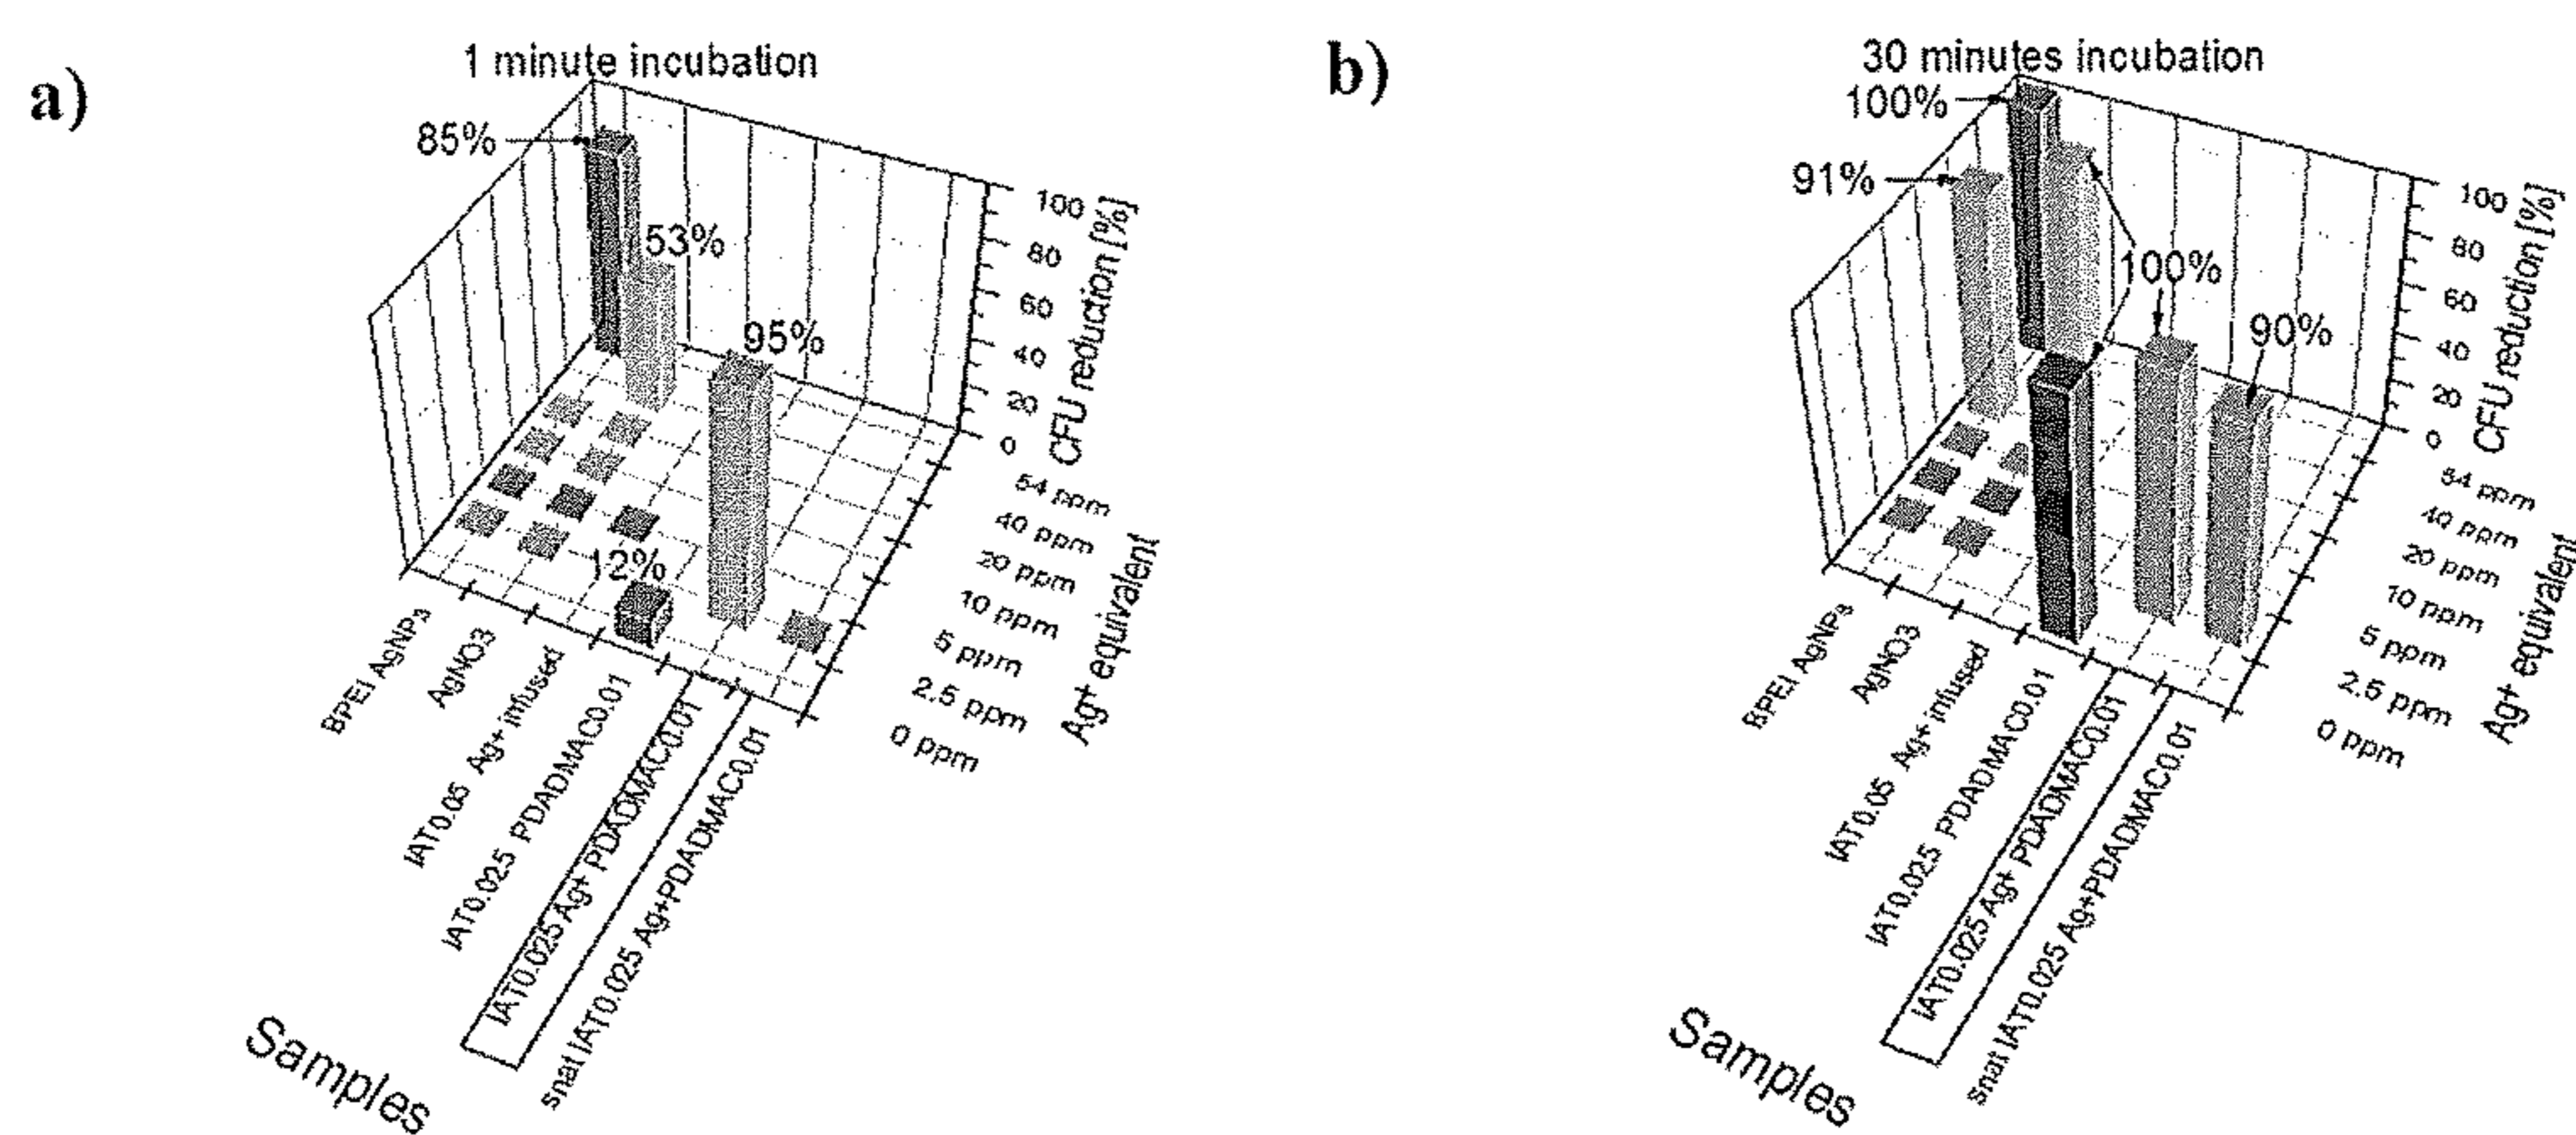 a)
1 minute incubation
85%
53%
95%
12%
100
80
60
40
20
0
CFU reduction [%]
54 ppm
40 ppm
20 ppm
10 ppm
5 ppm
2.5 ppm
0 ppm
Ag+ equivalent
BPEI AgNPs
AgNO3
IAT0.05 Ag+ infused
IAT0.025 PDADMAC0.01
IAT0.025 Ag+ PDADMAC0.01
snat IAT0.025 Ag+PDADMAC0.01
Samples
b)
30 minutes incubation
100%
91%
100%
90%
100
80
60
40
20
0
CFU reduction [%]
54 ppm
40 ppm
20 ppm
10 ppm
5 ppm
2.5 ppm
0 ppm
Ag+ equivalent
BPEI AgNPs
AgNO3
IAT0.05 Ag+ infused
IAT0.025 PDADMAC0.01
IAT0.025 Ag+ PDADMAC0.01
snat IAT0.025 Ag+PDADMAC0.01
Samples